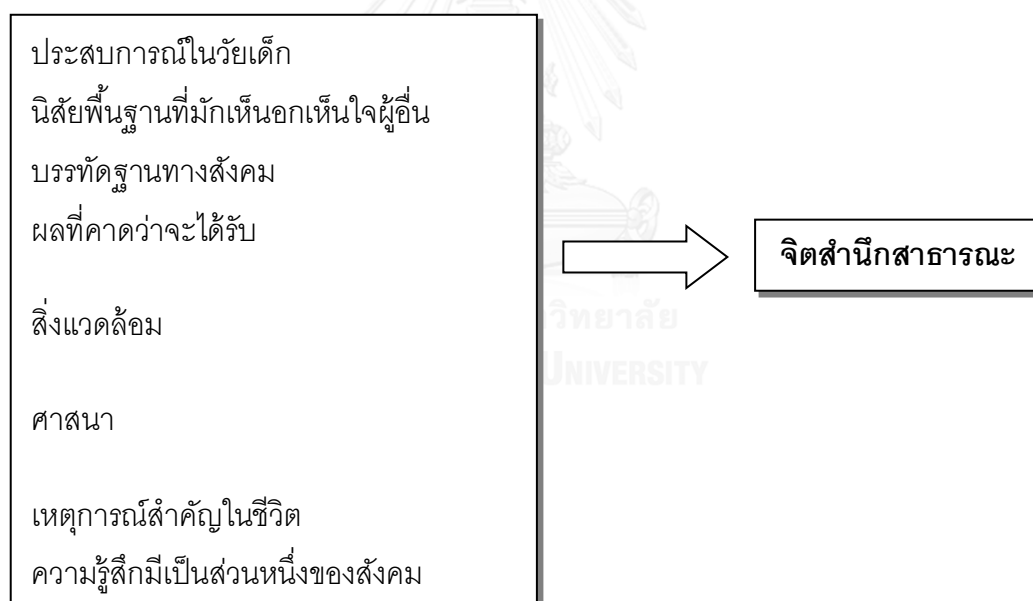 ประสบการณ์ในวัยเด็ก
นิสัยพื้นฐานที่มักเห็นอกเห็นใจผู้อื่น
บรรทัดฐานทางสังคม
ผลที่คาดว่าจะได้รับ
จิตสำนึกสาธารณะ
สิ่งแวดล้อม
วิทยาลัย
UNIVERSITY
ศาสนา
เหตุการณ์สำคัญในชีวิต
ความรู้สึกมีเป็นส่วนหนึ่งของสังคม